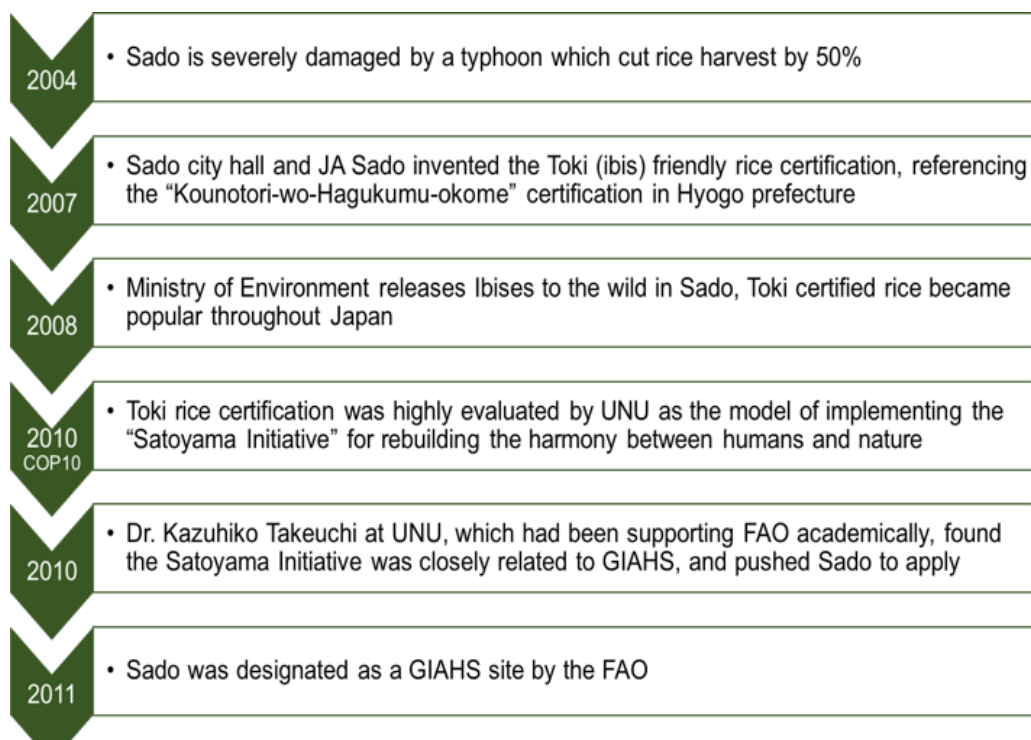 2004
• Sado is severely damaged by a typhoon which cut rice harvest by 50%
2007
• Sado city hall and JA Sado invented the Toki (ibis) friendly rice certification, referencing
the “Kounotori-wo-Hagukumu-okome” certification in Hyogo prefecture
2008
• Ministry of Environment releases Ibises to the wild in Sado, Toki certified rice became
popular throughout Japan
2010
COP10
• Toki rice certification was highly evaluated by UNU as the model of implementing the
“Satoyama Initiative” for rebuilding the harmony between humans and nature
2010
• Dr. Kazuhiko Takeuchi at UNU, which had been supporting FAO academically, found
the Satoyama Initiative was closely related to GIAHS, and pushed Sado to apply
2011
• Sado was designated as a GIAHS site by the FAO